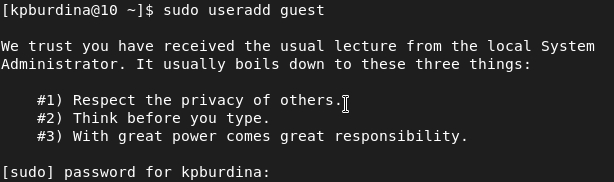 [kpburdina@10 ~]$ sudo useradd guest
We trust you have received the usual lecture from the local System
Administrator. It usually boils down to these three things:
#1) Respect the privacy of others.
#2) Think before you type.
#3) With great power comes great responsibility.
[sudo] password for kpburdina: